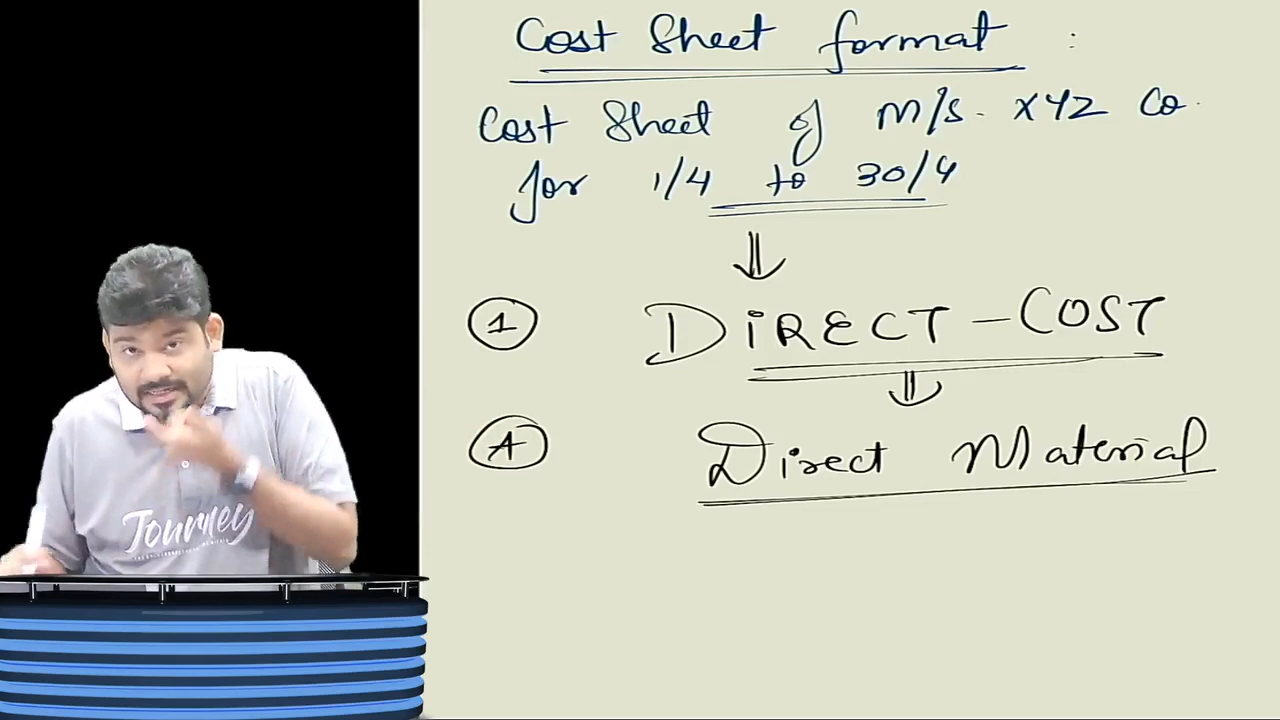 Cost Sheet format :
Cost Sheet of M/s. XYZ Co.
for 1/4 to 30/4
1 DIRECT - COST
A Direct Material
Journey